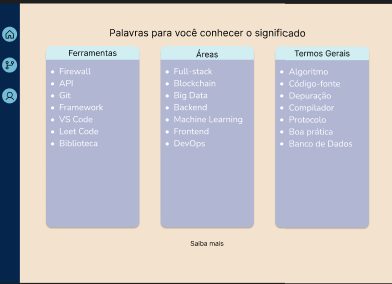 Palavras para você conhecer o significado
Ferramentas
• Firewall
• API
• Git
• Framework
• VS Code
• Leet Code
• Biblioteca
Áreas
• Full-stack
• Blockchain
• Big Data
• Backend
• Machine Learning
• Frontend
• DevOps
Termos Gerais
• Algoritmo
• Código-fonte
• Depuração
• Compilador
• Protocolo
• Boa prática
• Banco de Dados
Saiba mais